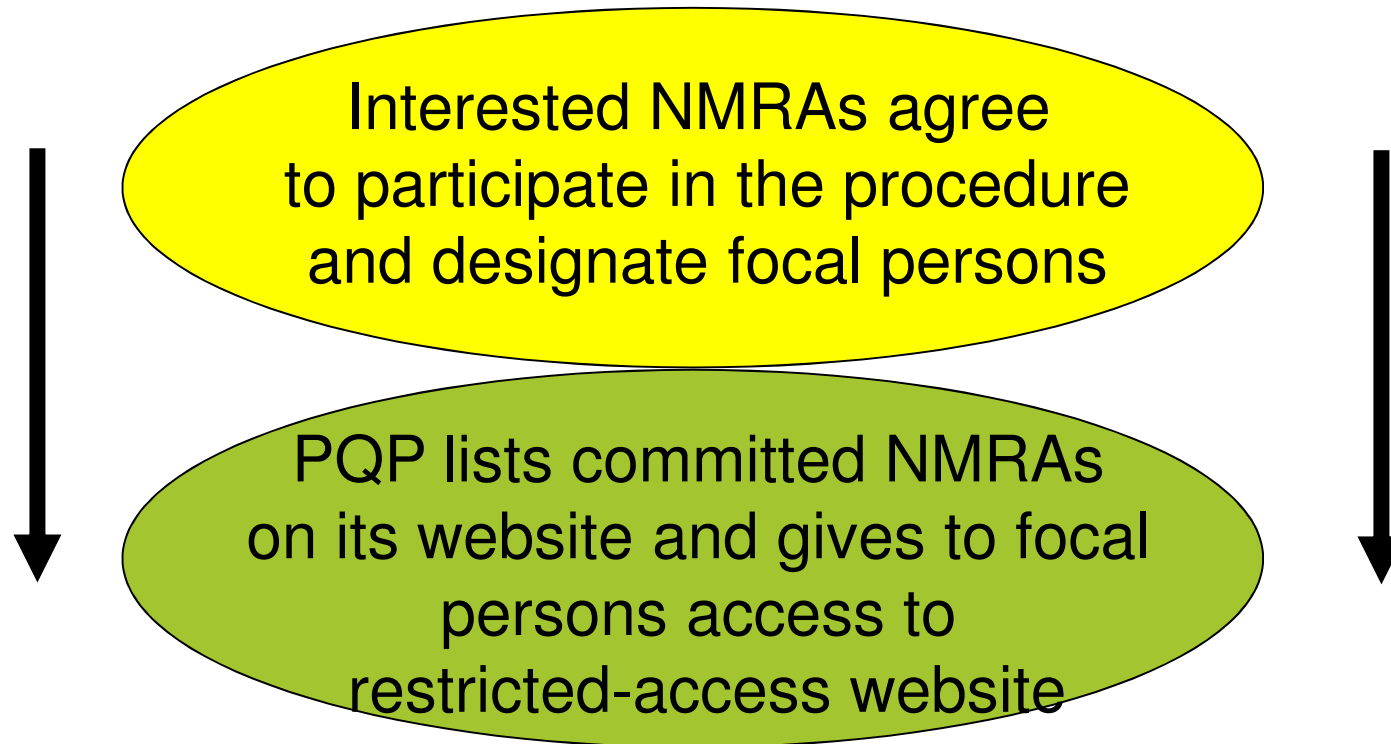 Interested NMRAs agree
to participate in the procedure
and designate focal persons
PQP lists committed NMRAs
on its website and gives to focal
persons access to
restricted-access website